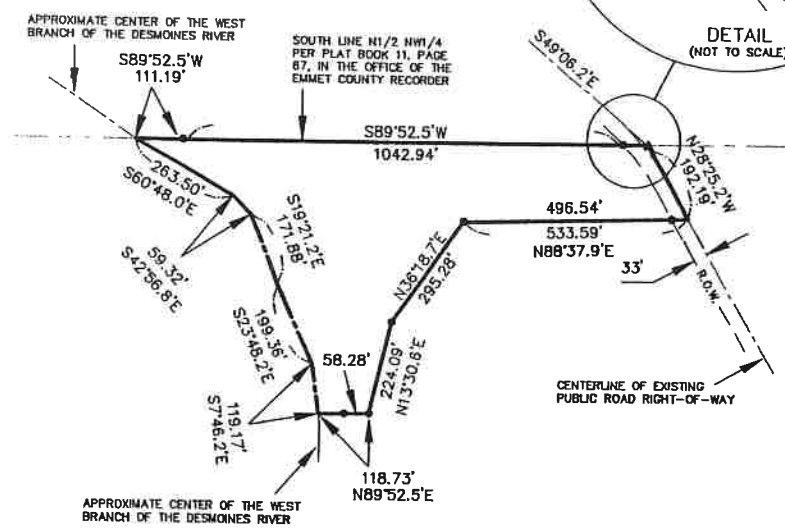 APPROXIMATE CENTER OF THE WEST
BRANCH OF THE DESMOINES RIVER
S89°52.5'W
111.19'
SOUTH LINE N1/2 NW1/4
PER PLAT BOOK 11, PAGE
67, IN THE OFFICE OF THE
EMMET COUNTY RECORDER
DETAIL
(NOT TO SCALE)
S49°06.2'E
S89°52.5'W
1042.94'
N28°25.2'W
192.19'
263.50'
S60°48.0'E
59.32'
S42°56.8'E
S19°21.2'E
171.88'
199.36'
S23°48.2'E
119.17'
S7°46.2'E
58.28'
N36°18.7'E
295.28'
224.09'
N13°30.6'E
496.54'
533.59'
N88°37.9'E
33'
R.O.W.
CENTERLINE OF EXISTING
PUBLIC ROAD RIGHT-OF-WAY
118.73'
N89°52.5'E
APPROXIMATE CENTER OF THE WEST
BRANCH OF THE DESMOINES RIVER